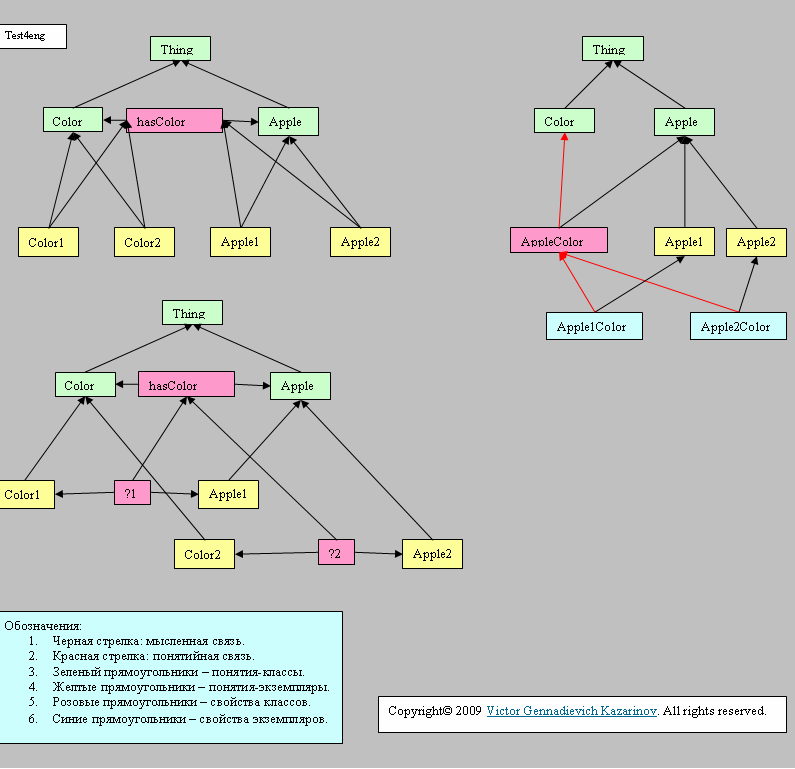 Test4eng
Thing
Color
hasColor
Apple
Color1
Color2
Apple1
Apple2
Thing
Color
Apple
AppleColor
Apple1
Apple2
Apple1Color
Apple2Color
Thing
Color
hasColor
Apple
Color1
?1
Apple1
Color2
?2
Apple2
Обозначения:
1. Черная стрелка: мысленная связь.
2. Красная стрелка: понятийная связь.
3. Зеленый прямоугольники – понятия-классы.
4. Желтые прямоугольники – понятия-экземпляры.
5. Розовые прямоугольники – свойства классов.
6. Синие прямоугольники – свойства экземпляров.
Copyright© 2009 Victor Gennadievich Kazarinov. All rights reserved.